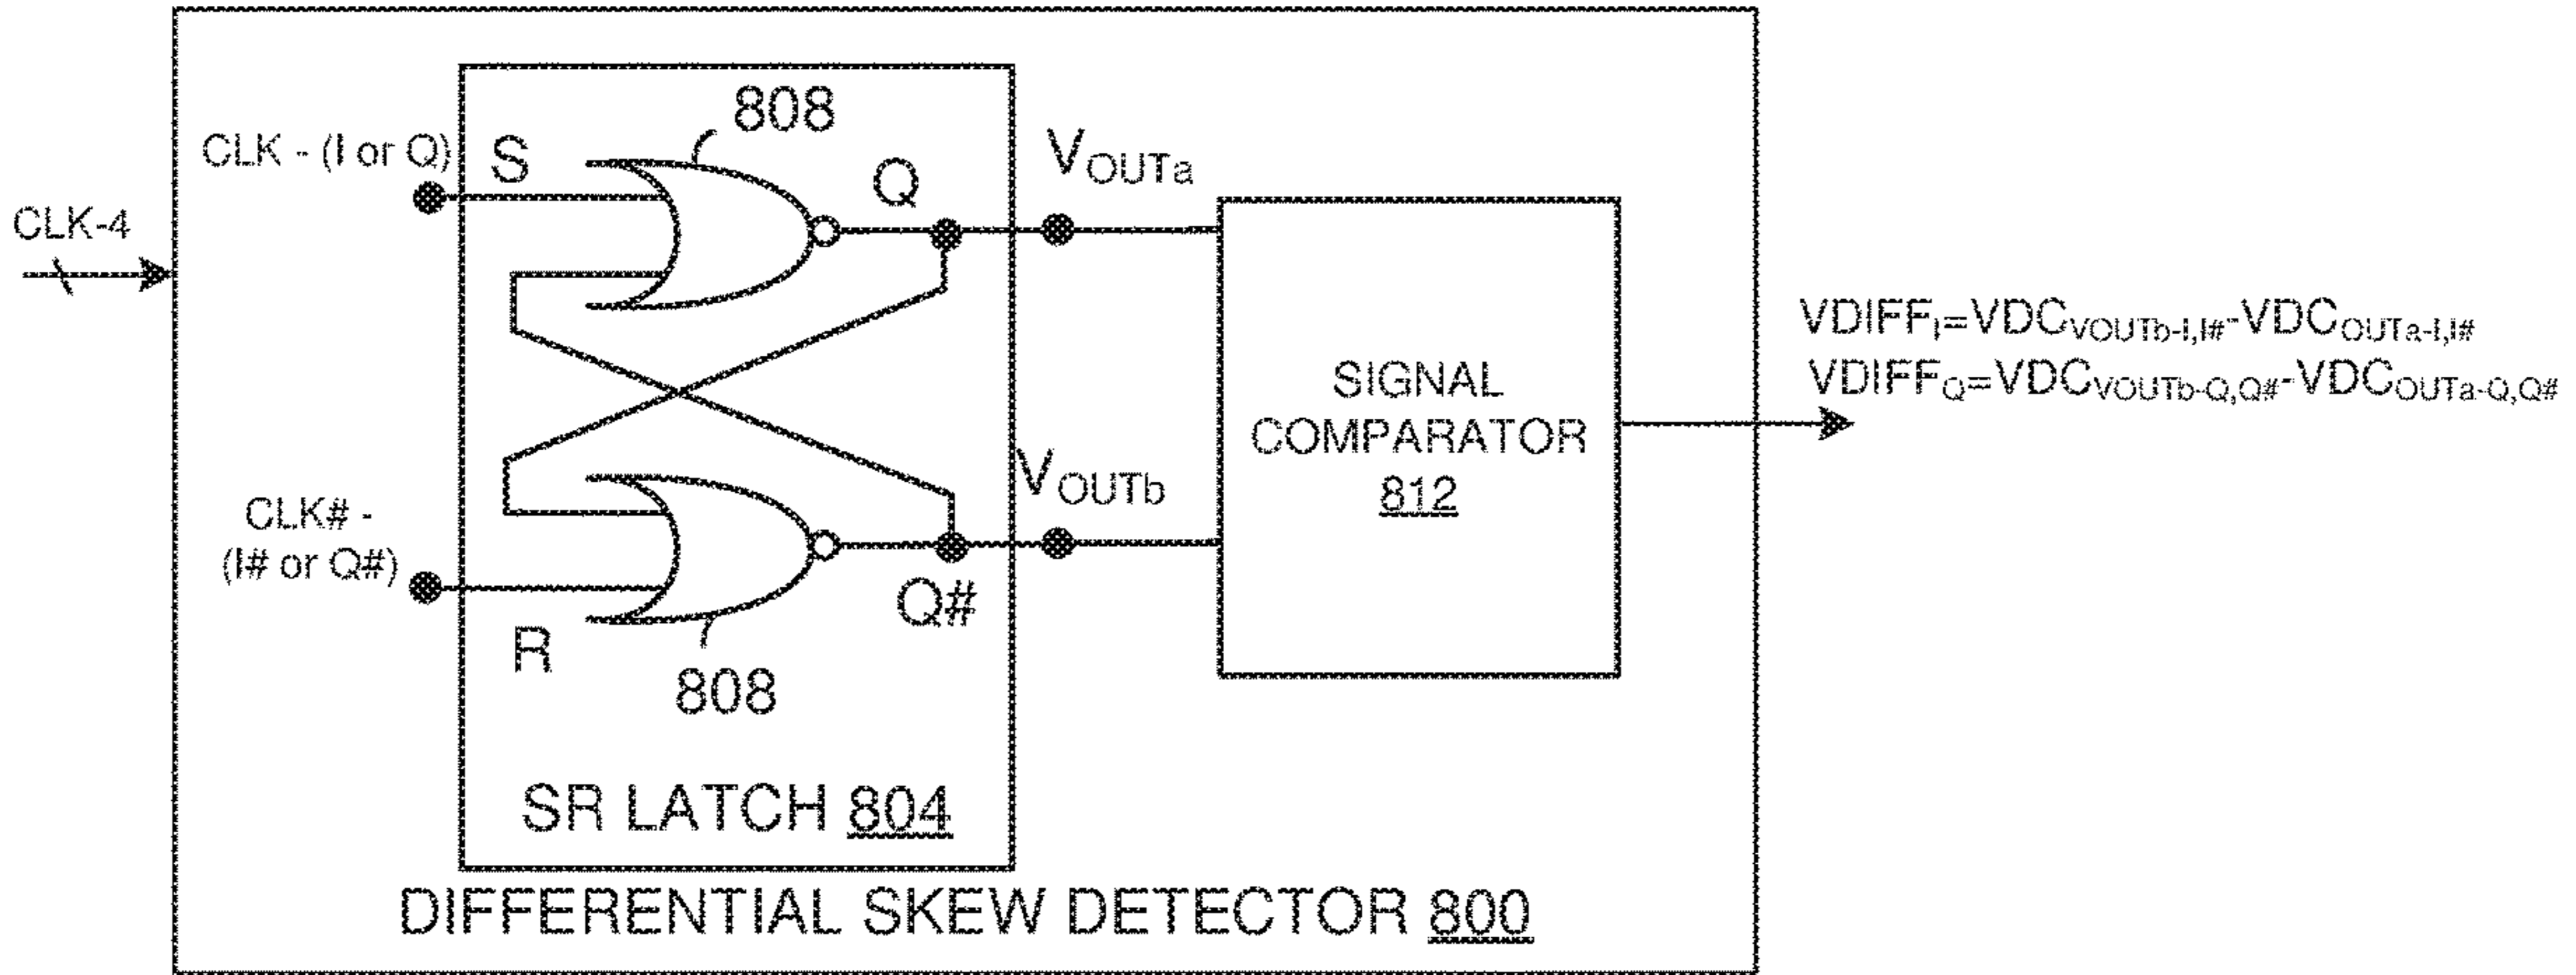 808
CLK - (I or Q)
S
Q
VOUTa
CLK-4
VDIFFI=VDCVOUTb-I,I#-VDCOUTa-I,I#
VDIFFQ=VDCVOUTb-Q,Q#-VDCOUTa-Q,Q#
SIGNAL
COMPARATOR
812
VOUTb
CLK# -
(I# or Q#)
Q#
R
808
SR LATCH 804
DIFFERENTIAL SKEW DETECTOR 800